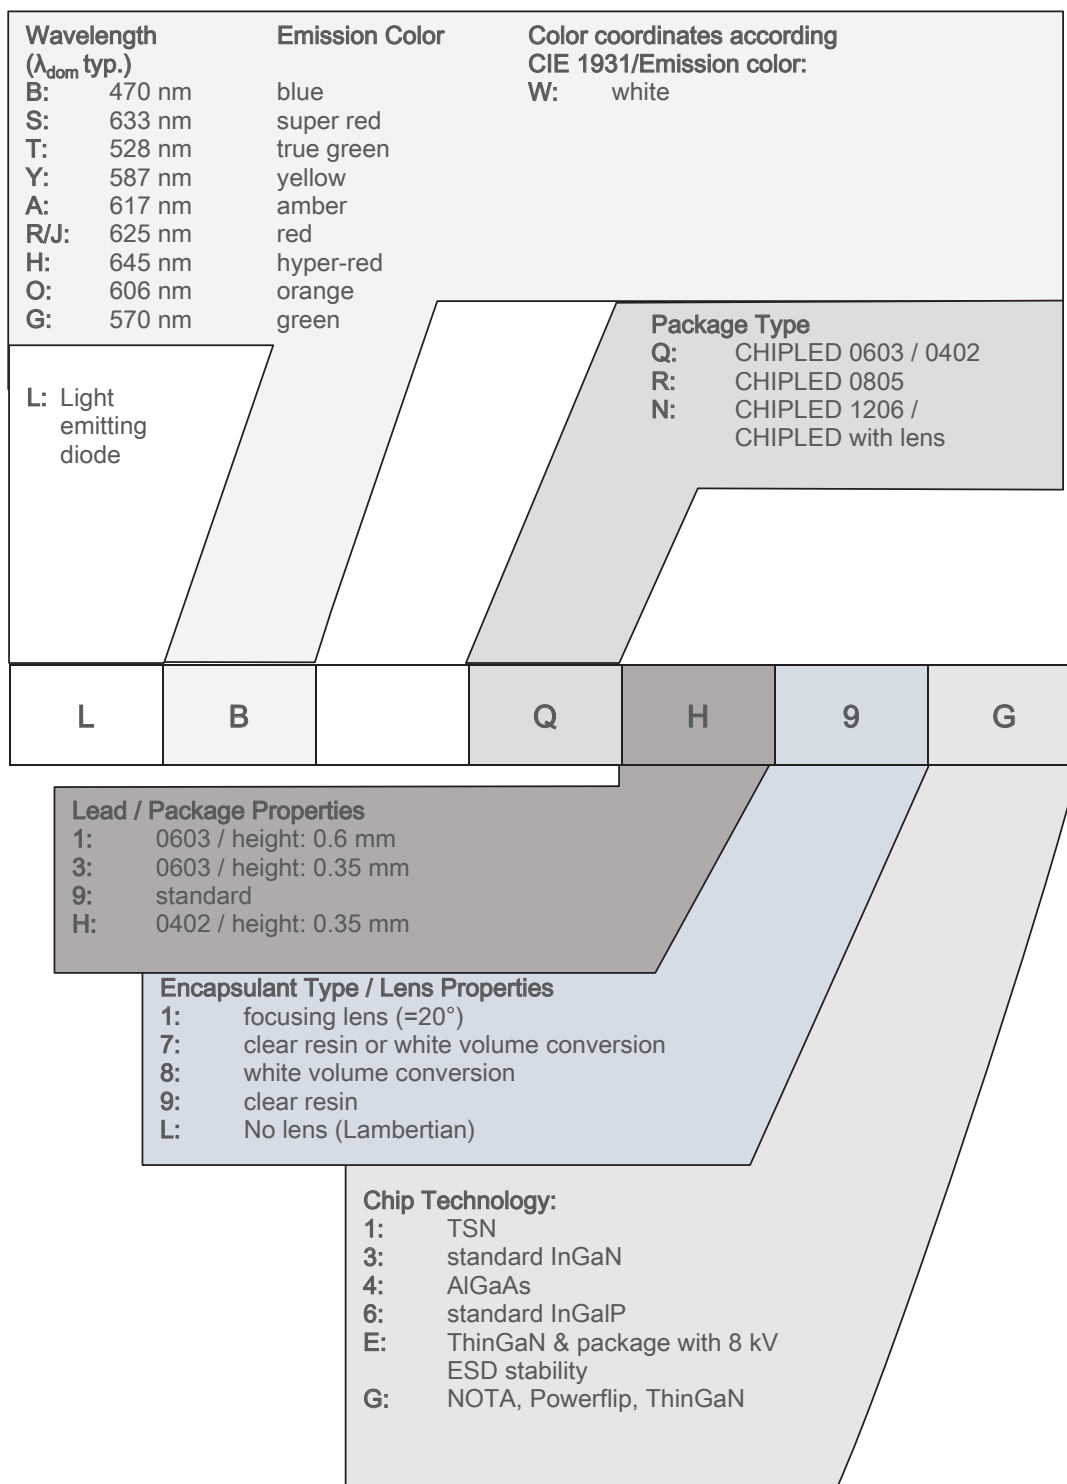 Wavelength Emission Color Color coordinates according
(λdom typ.) CIE 1931/Emission color:
B: 470 nm blue W: white
S: 633 nm super red
T: 528 nm true green
Y: 587 nm yellow
A: 617 nm amber
R/J: 625 nm red
H: 645 nm hyper-red
O: 606 nm orange
G: 570 nm green
Package Type
Q: CHIPLED 0603 / 0402
R: CHIPLED 0805
N: CHIPLED 1206 /
CHIPLED with lens
L: Light
emitting
diode
L B Q H 9 G
Lead / Package Properties
1: 0603 / height: 0.6 mm
3: 0603 / height: 0.35 mm
9: standard
H: 0402 / height: 0.35 mm
Encapsulant Type / Lens Properties
1: focusing lens (=20°)
7: clear resin or white volume conversion
8: white volume conversion
9: clear resin
L: No lens (Lambertian)
Chip Technology:
1: TSN
3: standard InGaN
4: AlGaAs
6: standard InGalP
E: ThinGaN & package with 8 kV
ESD stability
G: NOTA, Powerflip, ThinGaN